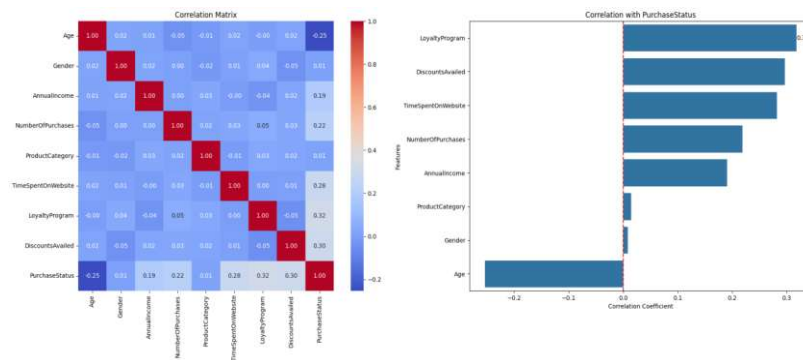 Correlation Matrix
Age 1.00 0.02 0.01 -0.05 -0.01 0.02 -0.00 0.02 -0.25
Gender 0.02 1.00 0.02 0.00 -0.02 0.01 0.04 -0.05 0.01
AnnualIncome 0.01 0.02 1.00 0.00 0.03 -0.00 -0.04 0.02 0.19
NumberOfPurchases -0.05 0.00 0.00 1.00 0.02 0.03 0.05 0.02 0.22
ProductCategory -0.01 -0.02 0.03 0.02 1.00 -0.01 0.03 0.02 0.01
TimeSpentOnWebsite 0.02 0.01 -0.00 0.03 -0.01 1.00 0.00 0.01 0.28
LoyaltyProgram -0.00 0.04 -0.04 0.05 0.03 0.00 1.00 -0.05 0.32
DiscountsAvailed 0.02 -0.05 0.02 0.02 0.02 0.01 -0.05 1.00 0.30
PurchaseStatus -0.25 0.01 0.19 0.22 0.01 0.28 0.32 0.30 1.00
Age
Gender
AnnualIncome
NumberOfPurchases
ProductCategory
TimeSpentOnWebsite
LoyaltyProgram
DiscountsAvailed
PurchaseStatus
1.0
0.8
0.6
0.4
0.2
0.0
-0.2
Correlation with PurchaseStatus
Features
LoyaltyProgram
DiscountsAvailed
TimeSpentOnWebsite
NumberOfPurchases
AnnualIncome
ProductCategory
Gender
Age
-0.2 -0.1 0.0 0.1 0.2 0.3
Correlation Coefficient